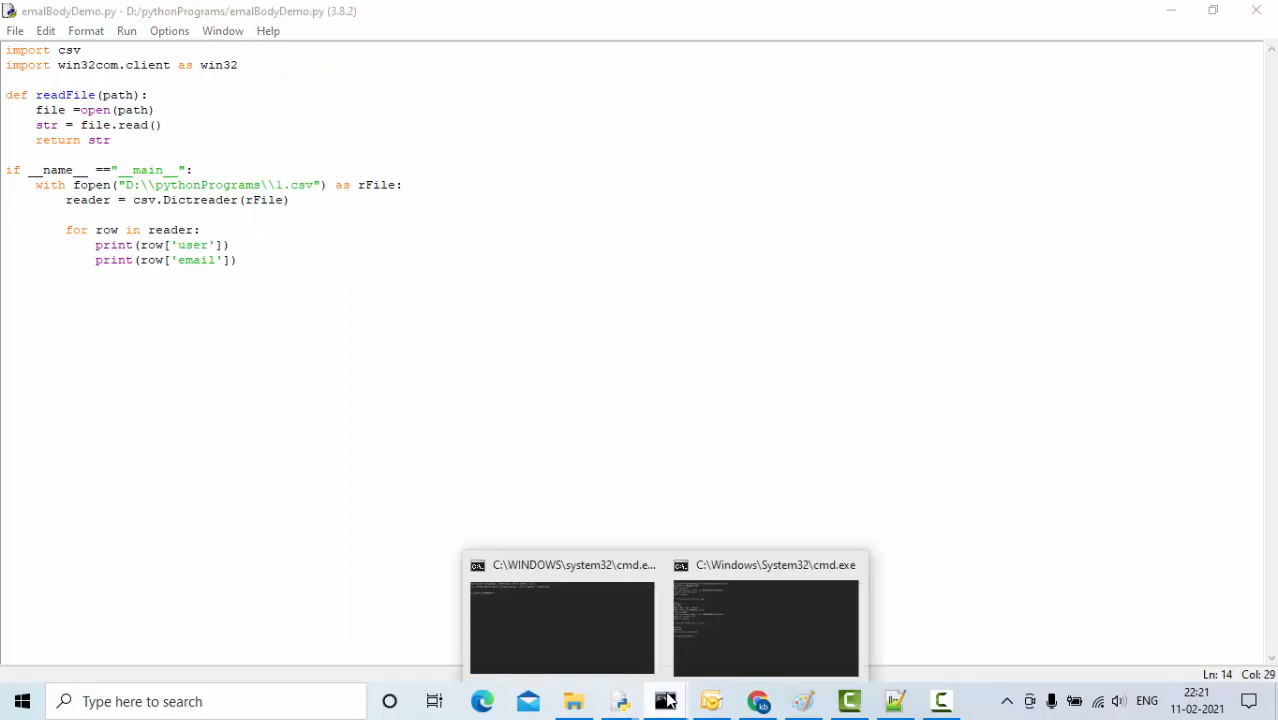 emalBodyDemo.py - D:/pythonPrograms/emalBodyDemo.py (3.8.2)
File Edit Format Run Options Window Help
import csv
import win32com.client as win32
def readFile(path):
file =open(path)
str = file.read()
return str
if __name__ =="__main__":
with fopen("D:\\pythonPrograms\\1.csv") as rFile:
reader = csv.Dictreader(rFile)
for row in reader:
print(row['user'])
print(row['email'])
C:\WINDOWS\system32\cmd.e...
C:\Windows\System32\cmd.exe
Ln: 14 Col: 29
Type here to search
kb
ENG
11-02-2021